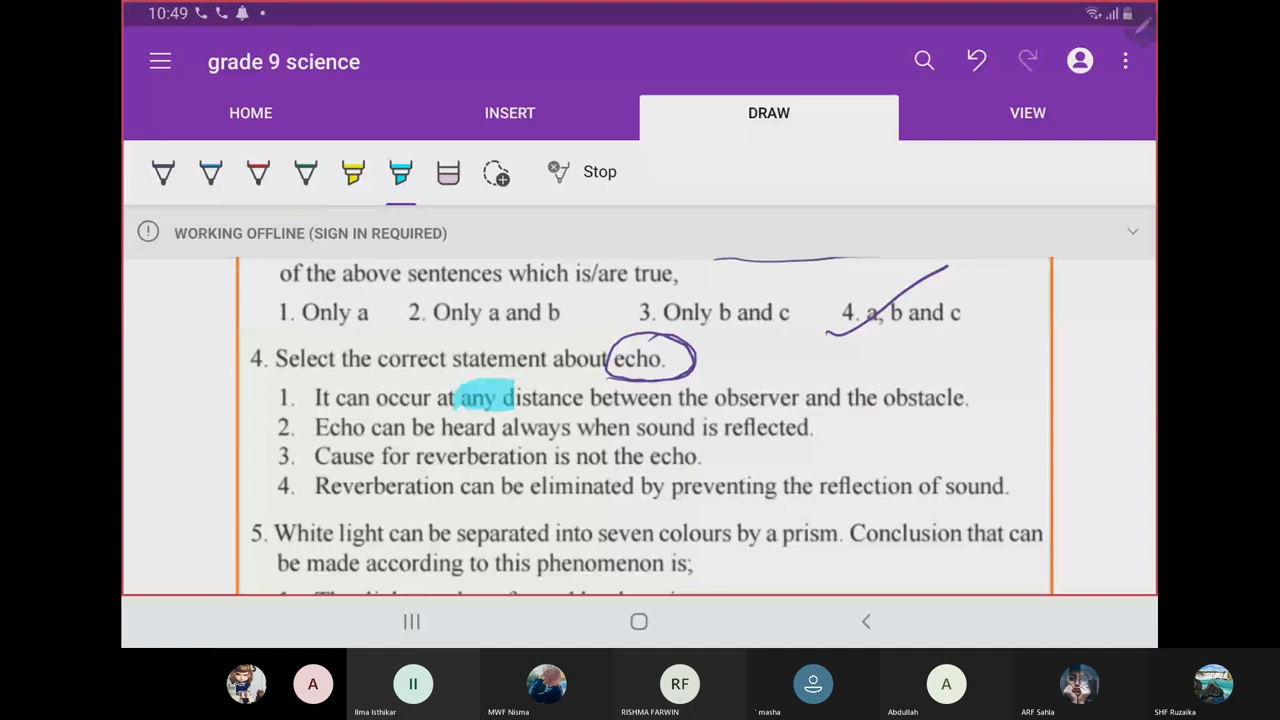 10:49
grade 9 science
HOME INSERT DRAW VIEW
Stop
WORKING OFFLINE (SIGN IN REQUIRED)
of the above sentences which is/are true,
1. Only a 2. Only a and b 3. Only b and c 4. a, b and c
4. Select the correct statement about echo.
1. It can occur at any distance between the observer and the obstacle.
2. Echo can be heard always when sound is reflected.
3. Cause for reverberation is not the echo.
4. Reverberation can be eliminated by preventing the reflection of sound.
5. White light can be separated into seven colours by a prism. Conclusion that can
be made according to this phenomenon is;
A II RF A
Ilma Isthikar MWF Nisma RISHMA FARWIN ' masha Abdullah ARF Sahla SHF Ruzaika